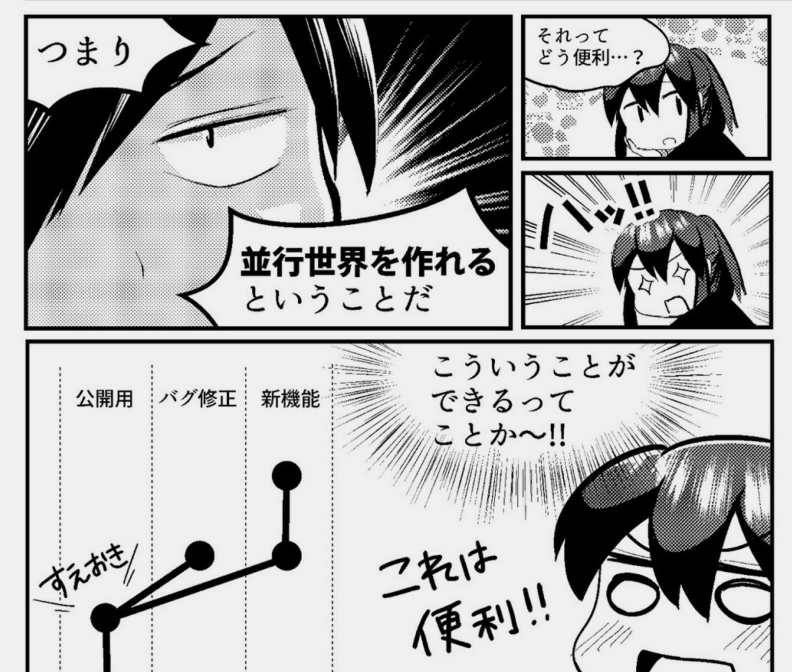 それって
どう便利…?
つまり
並行世界を作れる
ということだ
ハッ!!
こういうことが
できるって
ことか～!!
公開用
バグ修正
新機能
すえおき
これは
便利!!